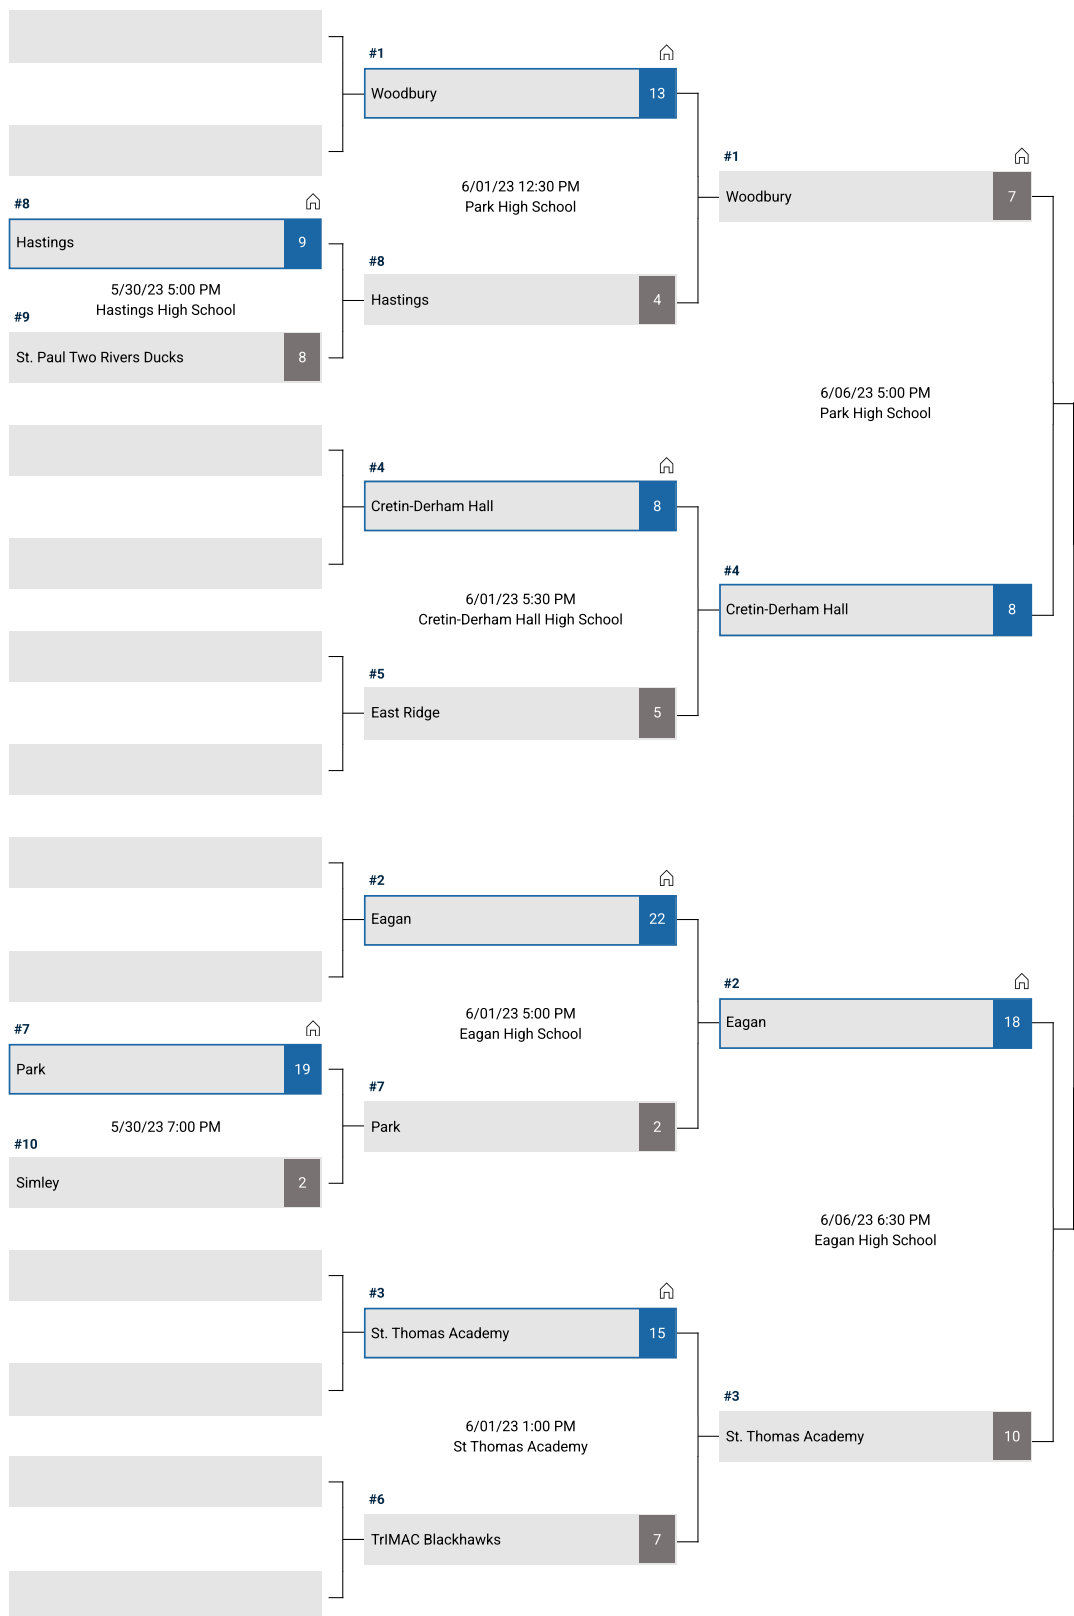 #8
Hastings
9
5/30/23 5:00 PM
Hastings High School
#9
St. Paul Two Rivers Ducks
8
#7
Park
19
5/30/23 7:00 PM
#10
Simley
2
#1
Woodbury
13
6/01/23 12:30 PM
Park High School
#8
Hastings
4
#4
Cretin-Derham Hall
8
6/01/23 5:30 PM
Cretin-Derham Hall High School
#5
East Ridge
5
#2
Eagan
22
6/01/23 5:00 PM
Eagan High School
#7
Park
2
#3
St. Thomas Academy
15
6/01/23 1:00 PM
St Thomas Academy
#6
TrIMAC Blackhawks
7
#1
Woodbury
7
6/06/23 5:00 PM
Park High School
#4
Cretin-Derham Hall
8
#2
Eagan
18
6/06/23 6:30 PM
Eagan High School
#3
St. Thomas Academy
10